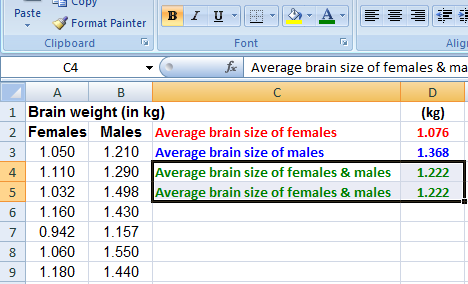 Copy
Paste
Format Painter
B I U A
Clipboard Font
C4 fx Average brain size of females & ma
A B C D
1 Brain weight (in kg) (kg)
2 Females Males Average brain size of females 1.076
3 1.050 1.210 Average brain size of males 1.368
4 1.110 1.290 Average brain size of females & males 1.222
5 1.032 1.498 Average brain size of females & males 1.222
6 1.160 1.430
7 0.942 1.157
8 1.060 1.550
9 1.180 1.440